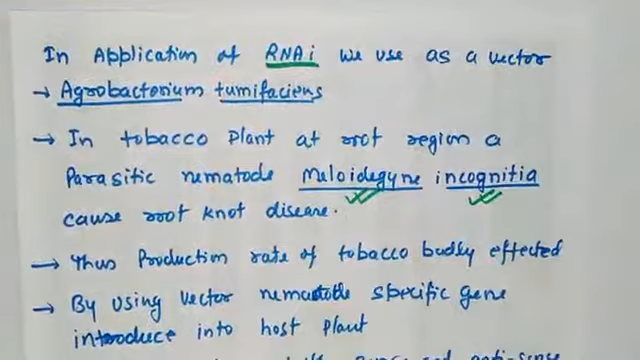 In Application of RNAi we use as a vector
→ Agrobacterium tumifaciens
→ In tobacco plant at root region a
Parasitic nematode Meloidegyne incognitia
cause root knot disease.
→ Thus Production rate of tobacco badly effected
→ By using vector nematode specific gene
introduce into host plant
anti-sense